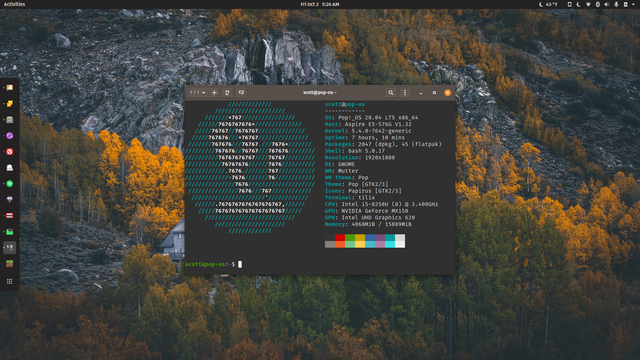 Activities
Fri Oct 2 5:26 AM
43 °F
1 / 1
scott@pop-os:~
scott@pop-os
------------
OS: Pop!_OS 20.04 LTS x86_64
Host: Aspire E5-576G V1.32
Kernel: 5.4.0-7642-generic
Uptime: 7 hours, 10 mins
Packages: 2047 (dpkg), 45 (flatpak)
Shell: bash 5.0.17
Resolution: 1920x1080
DE: GNOME
WM: Mutter
WM Theme: Pop
Theme: Pop [GTK2/3]
Icons: Papirus [GTK2/3]
Terminal: tilix
CPU: Intel i5-8250U (8) @ 3.400GHz
GPU: NVIDIA GeForce MX150
GPU: Intel UHD Graphics 620
Memory: 4068MiB / 15889MiB
scott@pop-os:~$